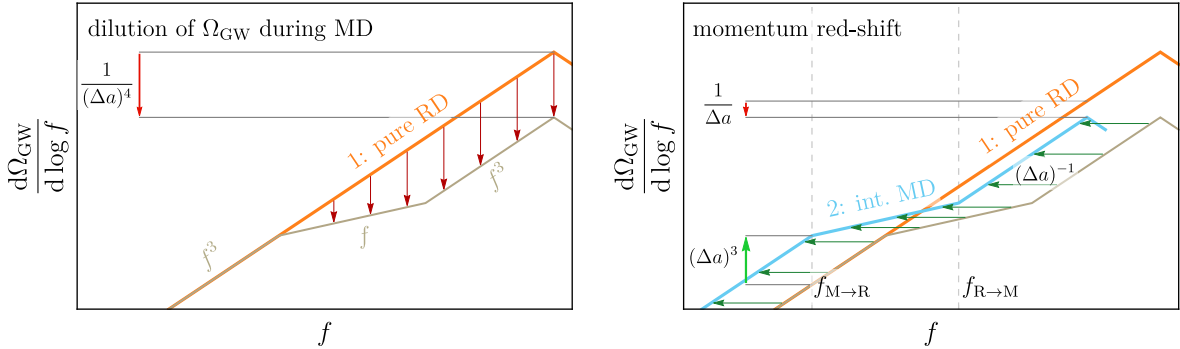 dilution of Ω_GW during MD
1/(Δa)^4
1: pure RD
f^3
f
f^3
dΩ_GW/d log f
f
momentum red-shift
1/Δa
1: pure RD
(Δa)^−1
2: int. MD
(Δa)^3
f_M→R
f_R→M
dΩ_GW/d log f
f